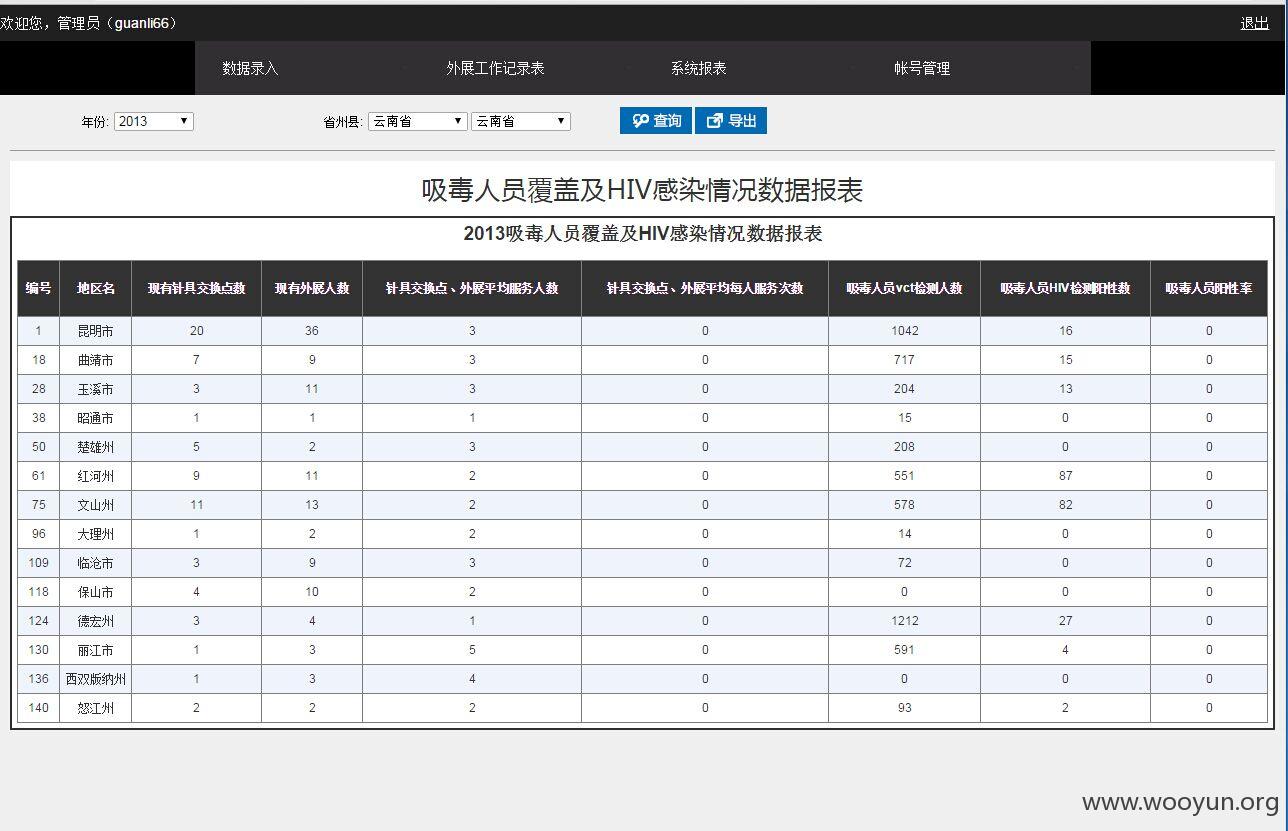 欢迎您，管理员（guanli66） 退出
数据录入 外展工作记录表 系统报表 帐号管理
年份: 2013 省州县: 云南省 云南省 查询 导出
吸毒人员覆盖及HIV感染情况数据报表
2013吸毒人员覆盖及HIV感染情况数据报表
编号 地区名 现有针具交换点数 现有外展人数 针具交换点、外展平均服务人数 针具交换点、外展平均每人服务次数 吸毒人员vct检测人数 吸毒人员HIV检测阳性数 吸毒人员阳性率
1 昆明市 20 36 3 0 1042 16 0
18 曲靖市 7 9 3 0 717 15 0
28 玉溪市 3 11 3 0 204 13 0
38 昭通市 1 1 1 0 15 0 0
50 楚雄州 5 2 3 0 208 0 0
61 红河州 9 11 2 0 551 87 0
75 文山州 11 13 2 0 578 82 0
96 大理州 1 2 2 0 14 0 0
109 临沧市 3 9 3 0 72 0 0
118 保山市 4 10 2 0 0 0 0
124 德宏州 3 4 1 0 1212 27 0
130 丽江市 1 3 5 0 591 4 0
136 西双版纳州 1 3 4 0 0 0 0
140 怒江州 2 2 2 0 93 2 0
www.wooyun.org